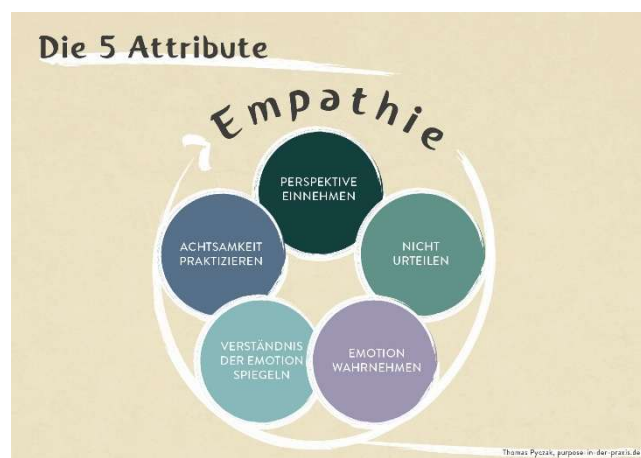 Die 5 Attribute
Empathie
PERSPEKTIVE
EINNEHMEN
NICHT
URTEILEN
EMOTION
WAHRNEHMEN
VERSTÄNDNIS
DER EMOTION
SPIEGELN
ACHTSAMKEIT
PRAKTIZIEREN
Thomas Pyczak, purpose-in-der-praxis.de